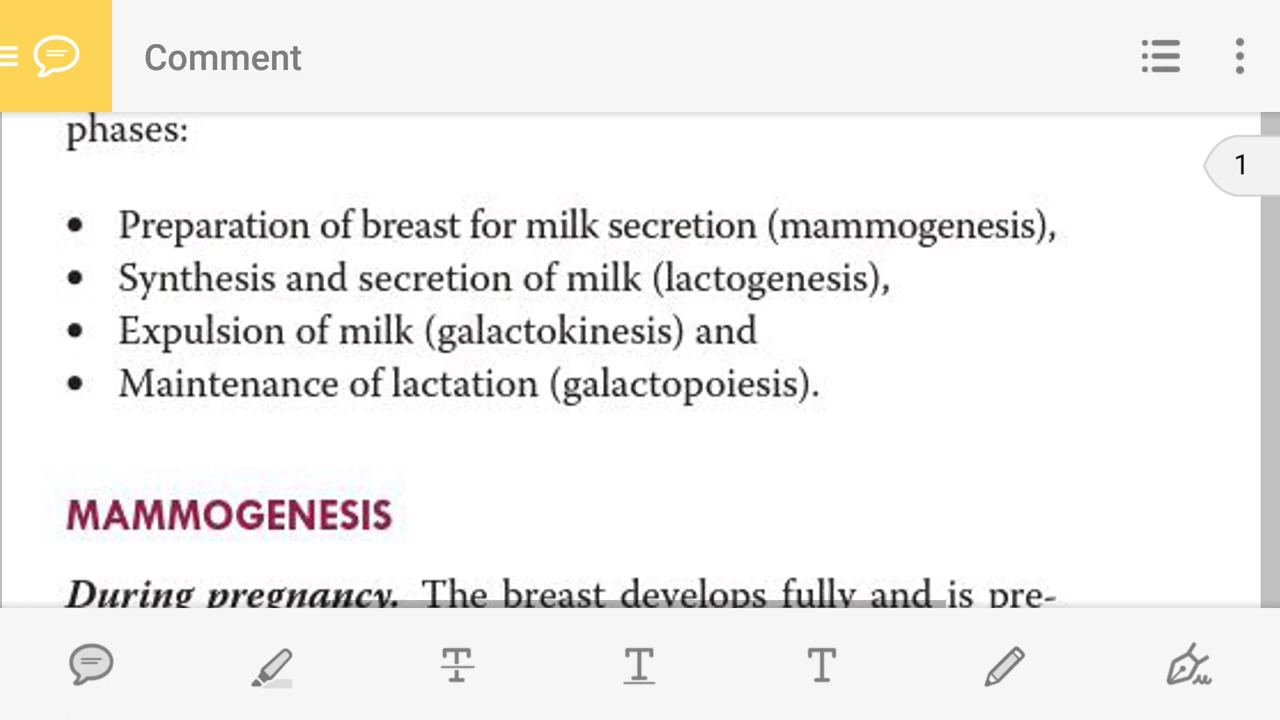 Comment
phases:
1
• Preparation of breast for milk secretion (mammogenesis),
• Synthesis and secretion of milk (lactogenesis),
• Expulsion of milk (galactokinesis) and
• Maintenance of lactation (galactopoiesis).
MAMMOGENESIS
During pregnancy. The breast develops fully and is pre-